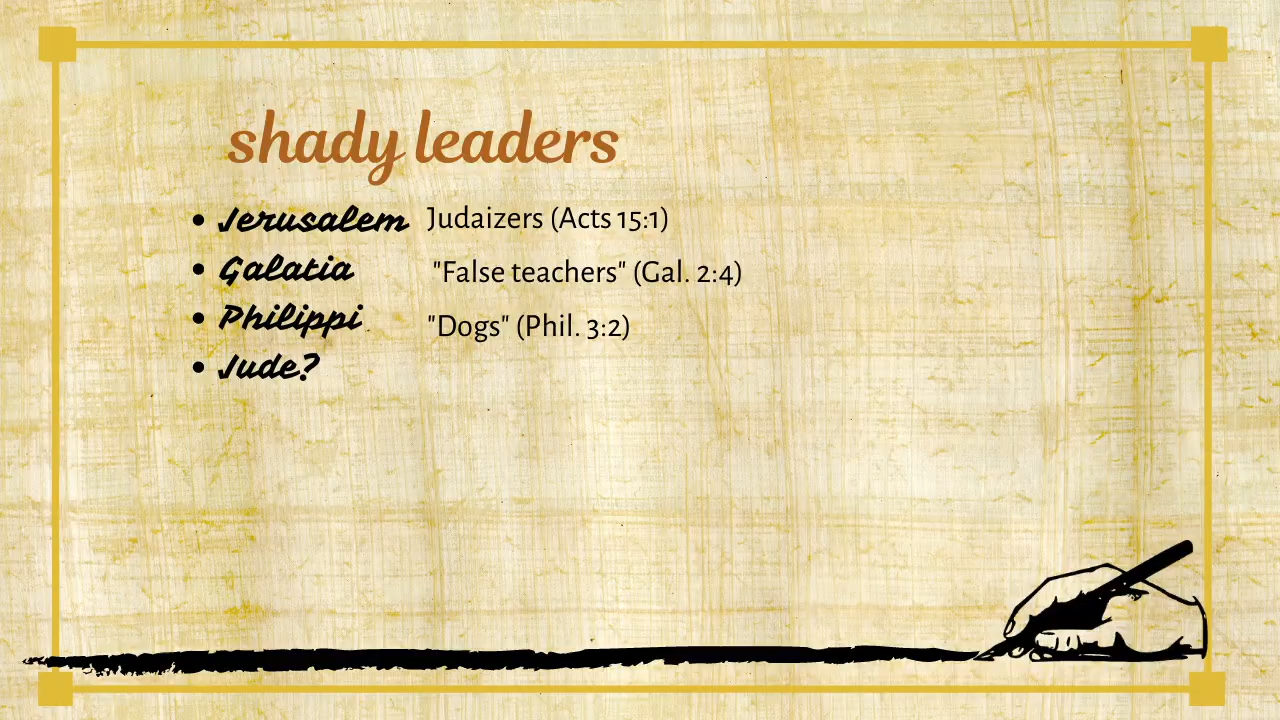 shady leaders
• Jerusalem Judaizers (Acts 15:1)
• Galatia "False teachers" (Gal. 2:4)
• Philippi "Dogs" (Phil. 3:2)
• Jude?